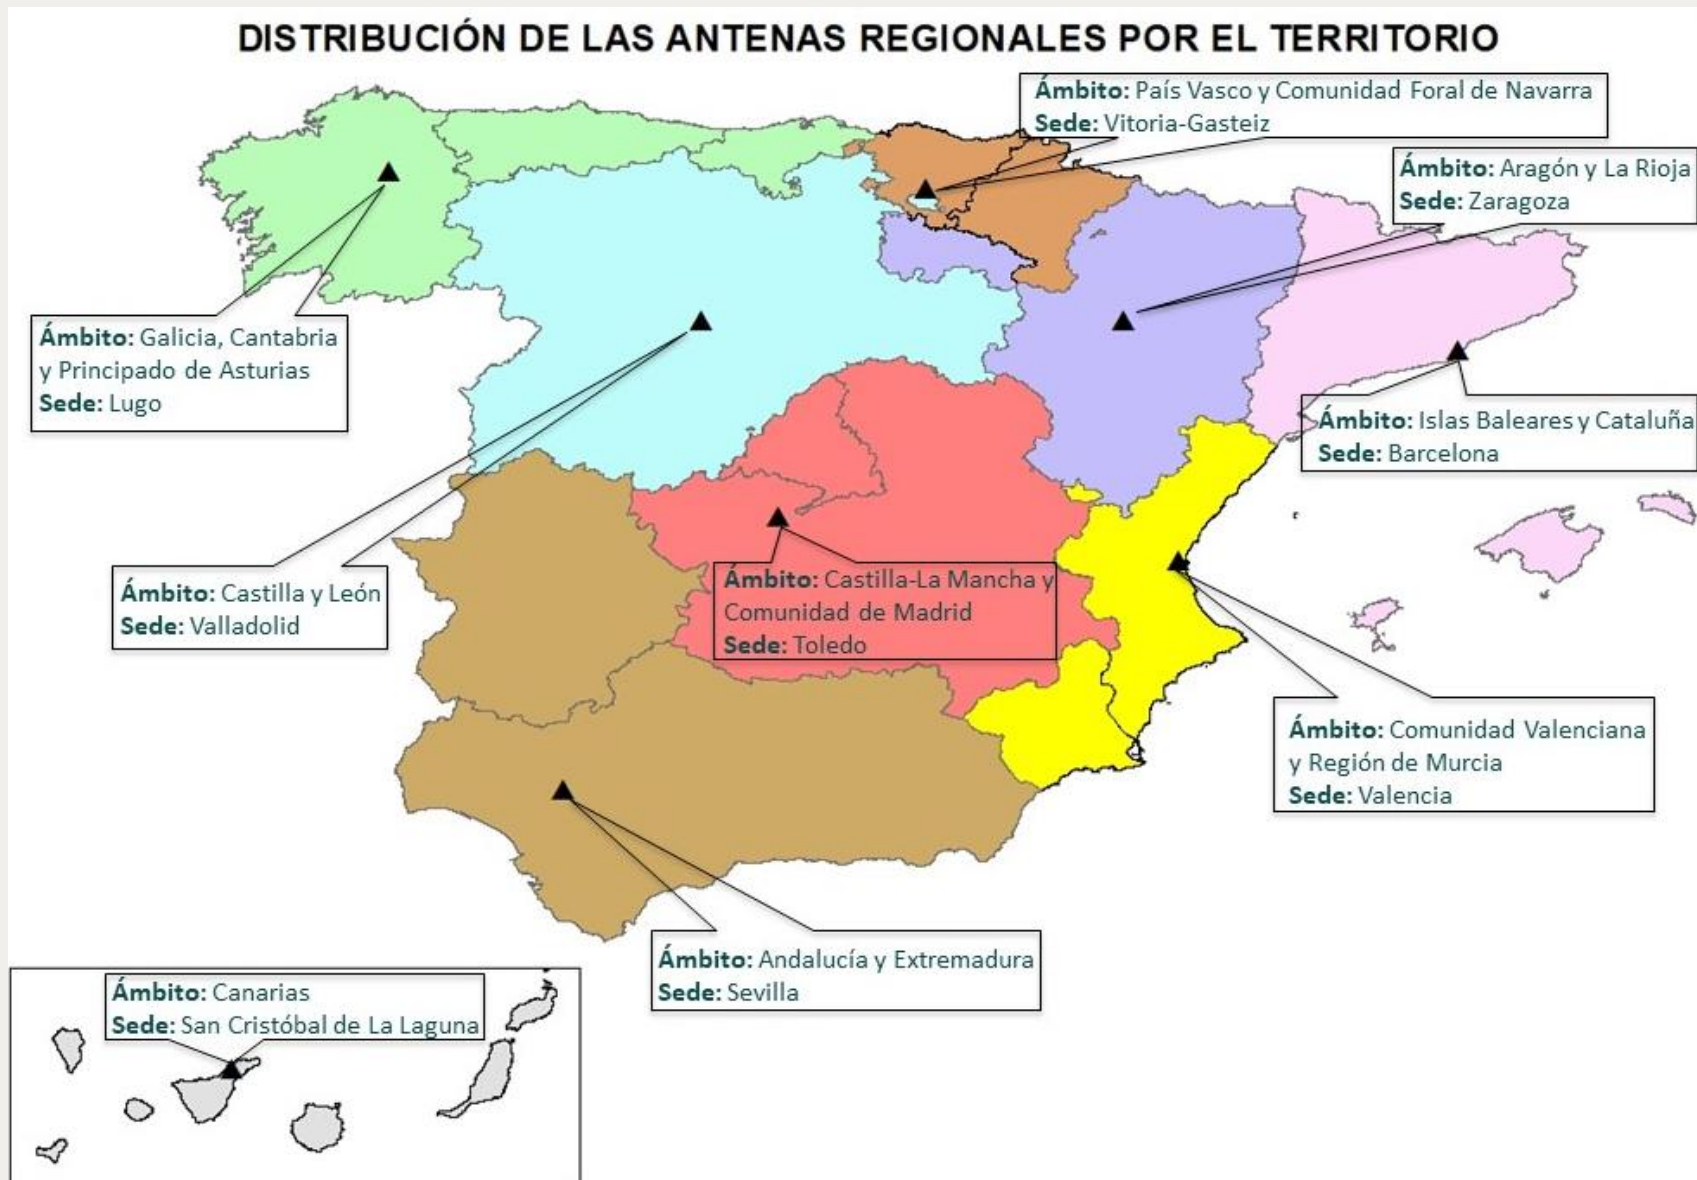 DISTRIBUCIÓN DE LAS ANTENAS REGIONALES POR EL TERRITORIO
Ámbito: País Vasco y Comunidad Foral de Navarra
Sede: Vitoria-Gasteiz
Ámbito: Aragón y La Rioja
Sede: Zaragoza
Ámbito: Galicia, Cantabria
y Principado de Asturias
Sede: Lugo
Ámbito: Islas Baleares y Cataluña
Sede: Barcelona
Ámbito: Castilla y León
Sede: Valladolid
Ámbito: Castilla-La Mancha y
Comunidad de Madrid
Sede: Toledo
Ámbito: Comunidad Valenciana
y Región de Murcia
Sede: Valencia
Ámbito: Andalucía y Extremadura
Sede: Sevilla
Ámbito: Canarias
Sede: San Cristóbal de La Laguna